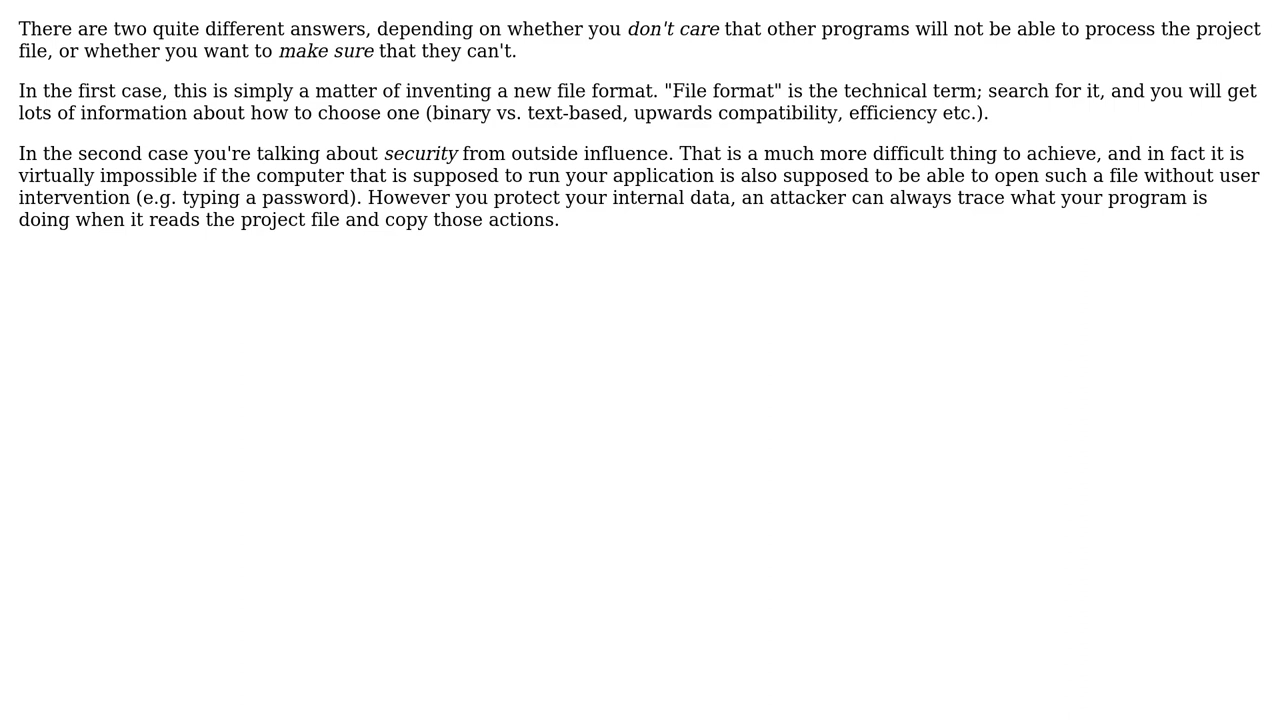 There are two quite different answers, depending on whether you don't care that other programs will not be able to process the project
file, or whether you want to make sure that they can't.
In the first case, this is simply a matter of inventing a new file format. "File format" is the technical term; search for it, and you will get
lots of information about how to choose one (binary vs. text-based, upwards compatibility, efficiency etc.).
In the second case you're talking about security from outside influence. That is a much more difficult thing to achieve, and in fact it is
virtually impossible if the computer that is supposed to run your application is also supposed to be able to open such a file without user
intervention (e.g. typing a password). However you protect your internal data, an attacker can always trace what your program is
doing when it reads the project file and copy those actions.